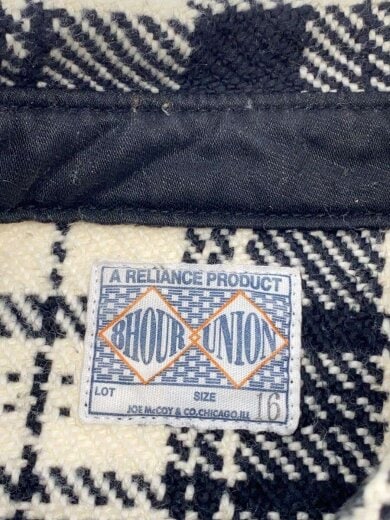 A RELIANCE PRODUCT
8HOUR UNION
LOT SIZE 16
JOE McCOY & CO.CHICAGO.ILL